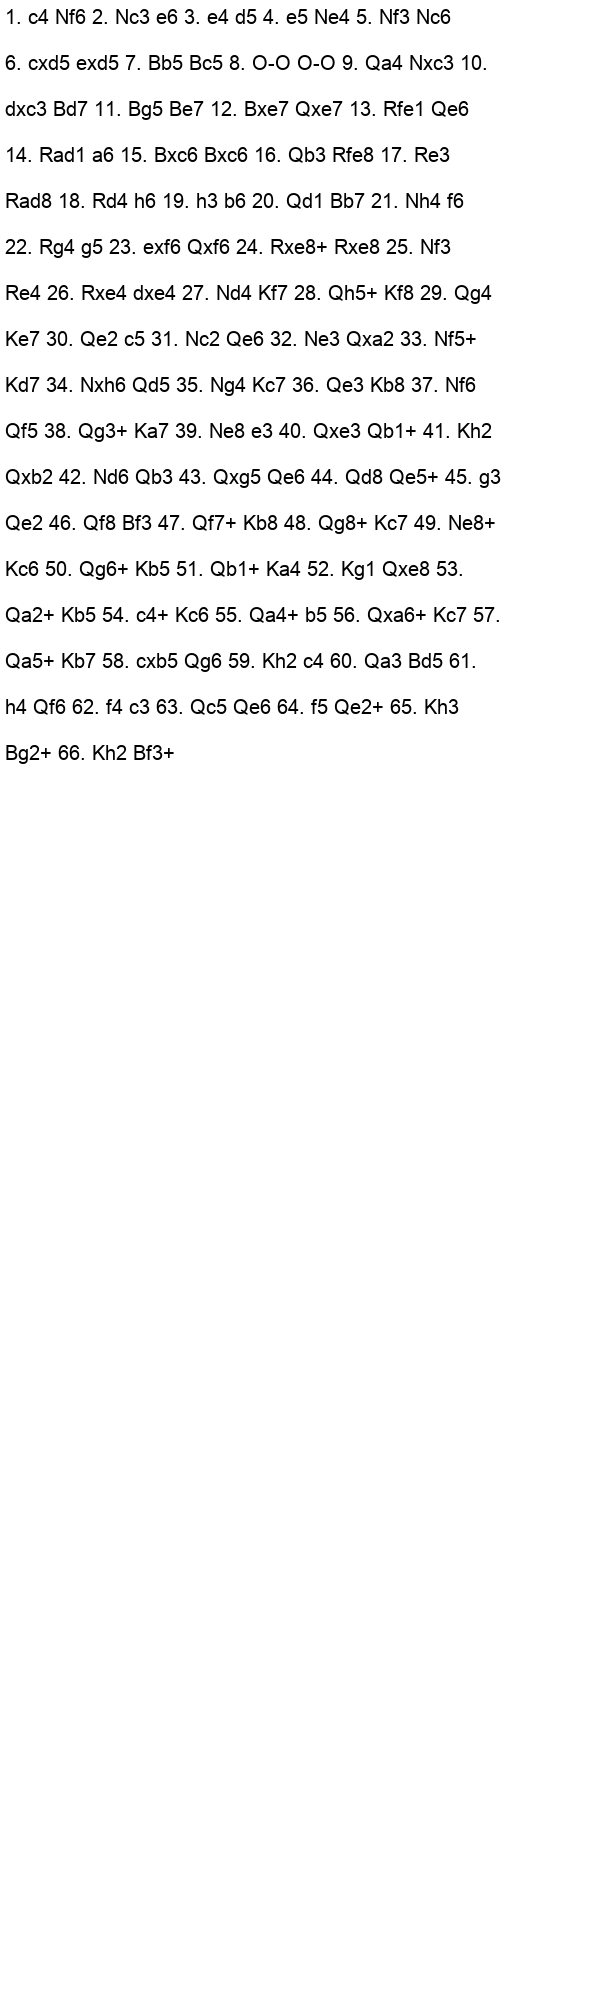 1. c4 Nf6 2. Nc3 e6 3. e4 d5 4. e5 Ne4 5. Nf3 Nc6
6. cxd5 exd5 7. Bb5 Bc5 8. O-O O-O 9. Qa4 Nxc3 10.
dxc3 Bd7 11. Bg5 Be7 12. Bxe7 Qxe7 13. Rfe1 Qe6
14. Rad1 a6 15. Bxc6 Bxc6 16. Qb3 Rfe8 17. Re3
Rad8 18. Rd4 h6 19. h3 b6 20. Qd1 Bb7 21. Nh4 f6
22. Rg4 g5 23. exf6 Qxf6 24. Rxe8+ Rxe8 25. Nf3
Re4 26. Rxe4 dxe4 27. Nd4 Kf7 28. Qh5+ Kf8 29. Qg4
Ke7 30. Qe2 c5 31. Nc2 Qe6 32. Ne3 Qxa2 33. Nf5+
Kd7 34. Nxh6 Qd5 35. Ng4 Kc7 36. Qe3 Kb8 37. Nf6
Qf5 38. Qg3+ Ka7 39. Ne8 e3 40. Qxe3 Qb1+ 41. Kh2
Qxb2 42. Nd6 Qb3 43. Qxg5 Qe6 44. Qd8 Qe5+ 45. g3
Qe2 46. Qf8 Bf3 47. Qf7+ Kb8 48. Qg8+ Kc7 49. Ne8+
Kc6 50. Qg6+ Kb5 51. Qb1+ Ka4 52. Kg1 Qxe8 53.
Qa2+ Kb5 54. c4+ Kc6 55. Qa4+ b5 56. Qxa6+ Kc7 57.
Qa5+ Kb7 58. cxb5 Qg6 59. Kh2 c4 60. Qa3 Bd5 61.
h4 Qf6 62. f4 c3 63. Qc5 Qe6 64. f5 Qe2+ 65. Kh3
Bg2+ 66. Kh2 Bf3+